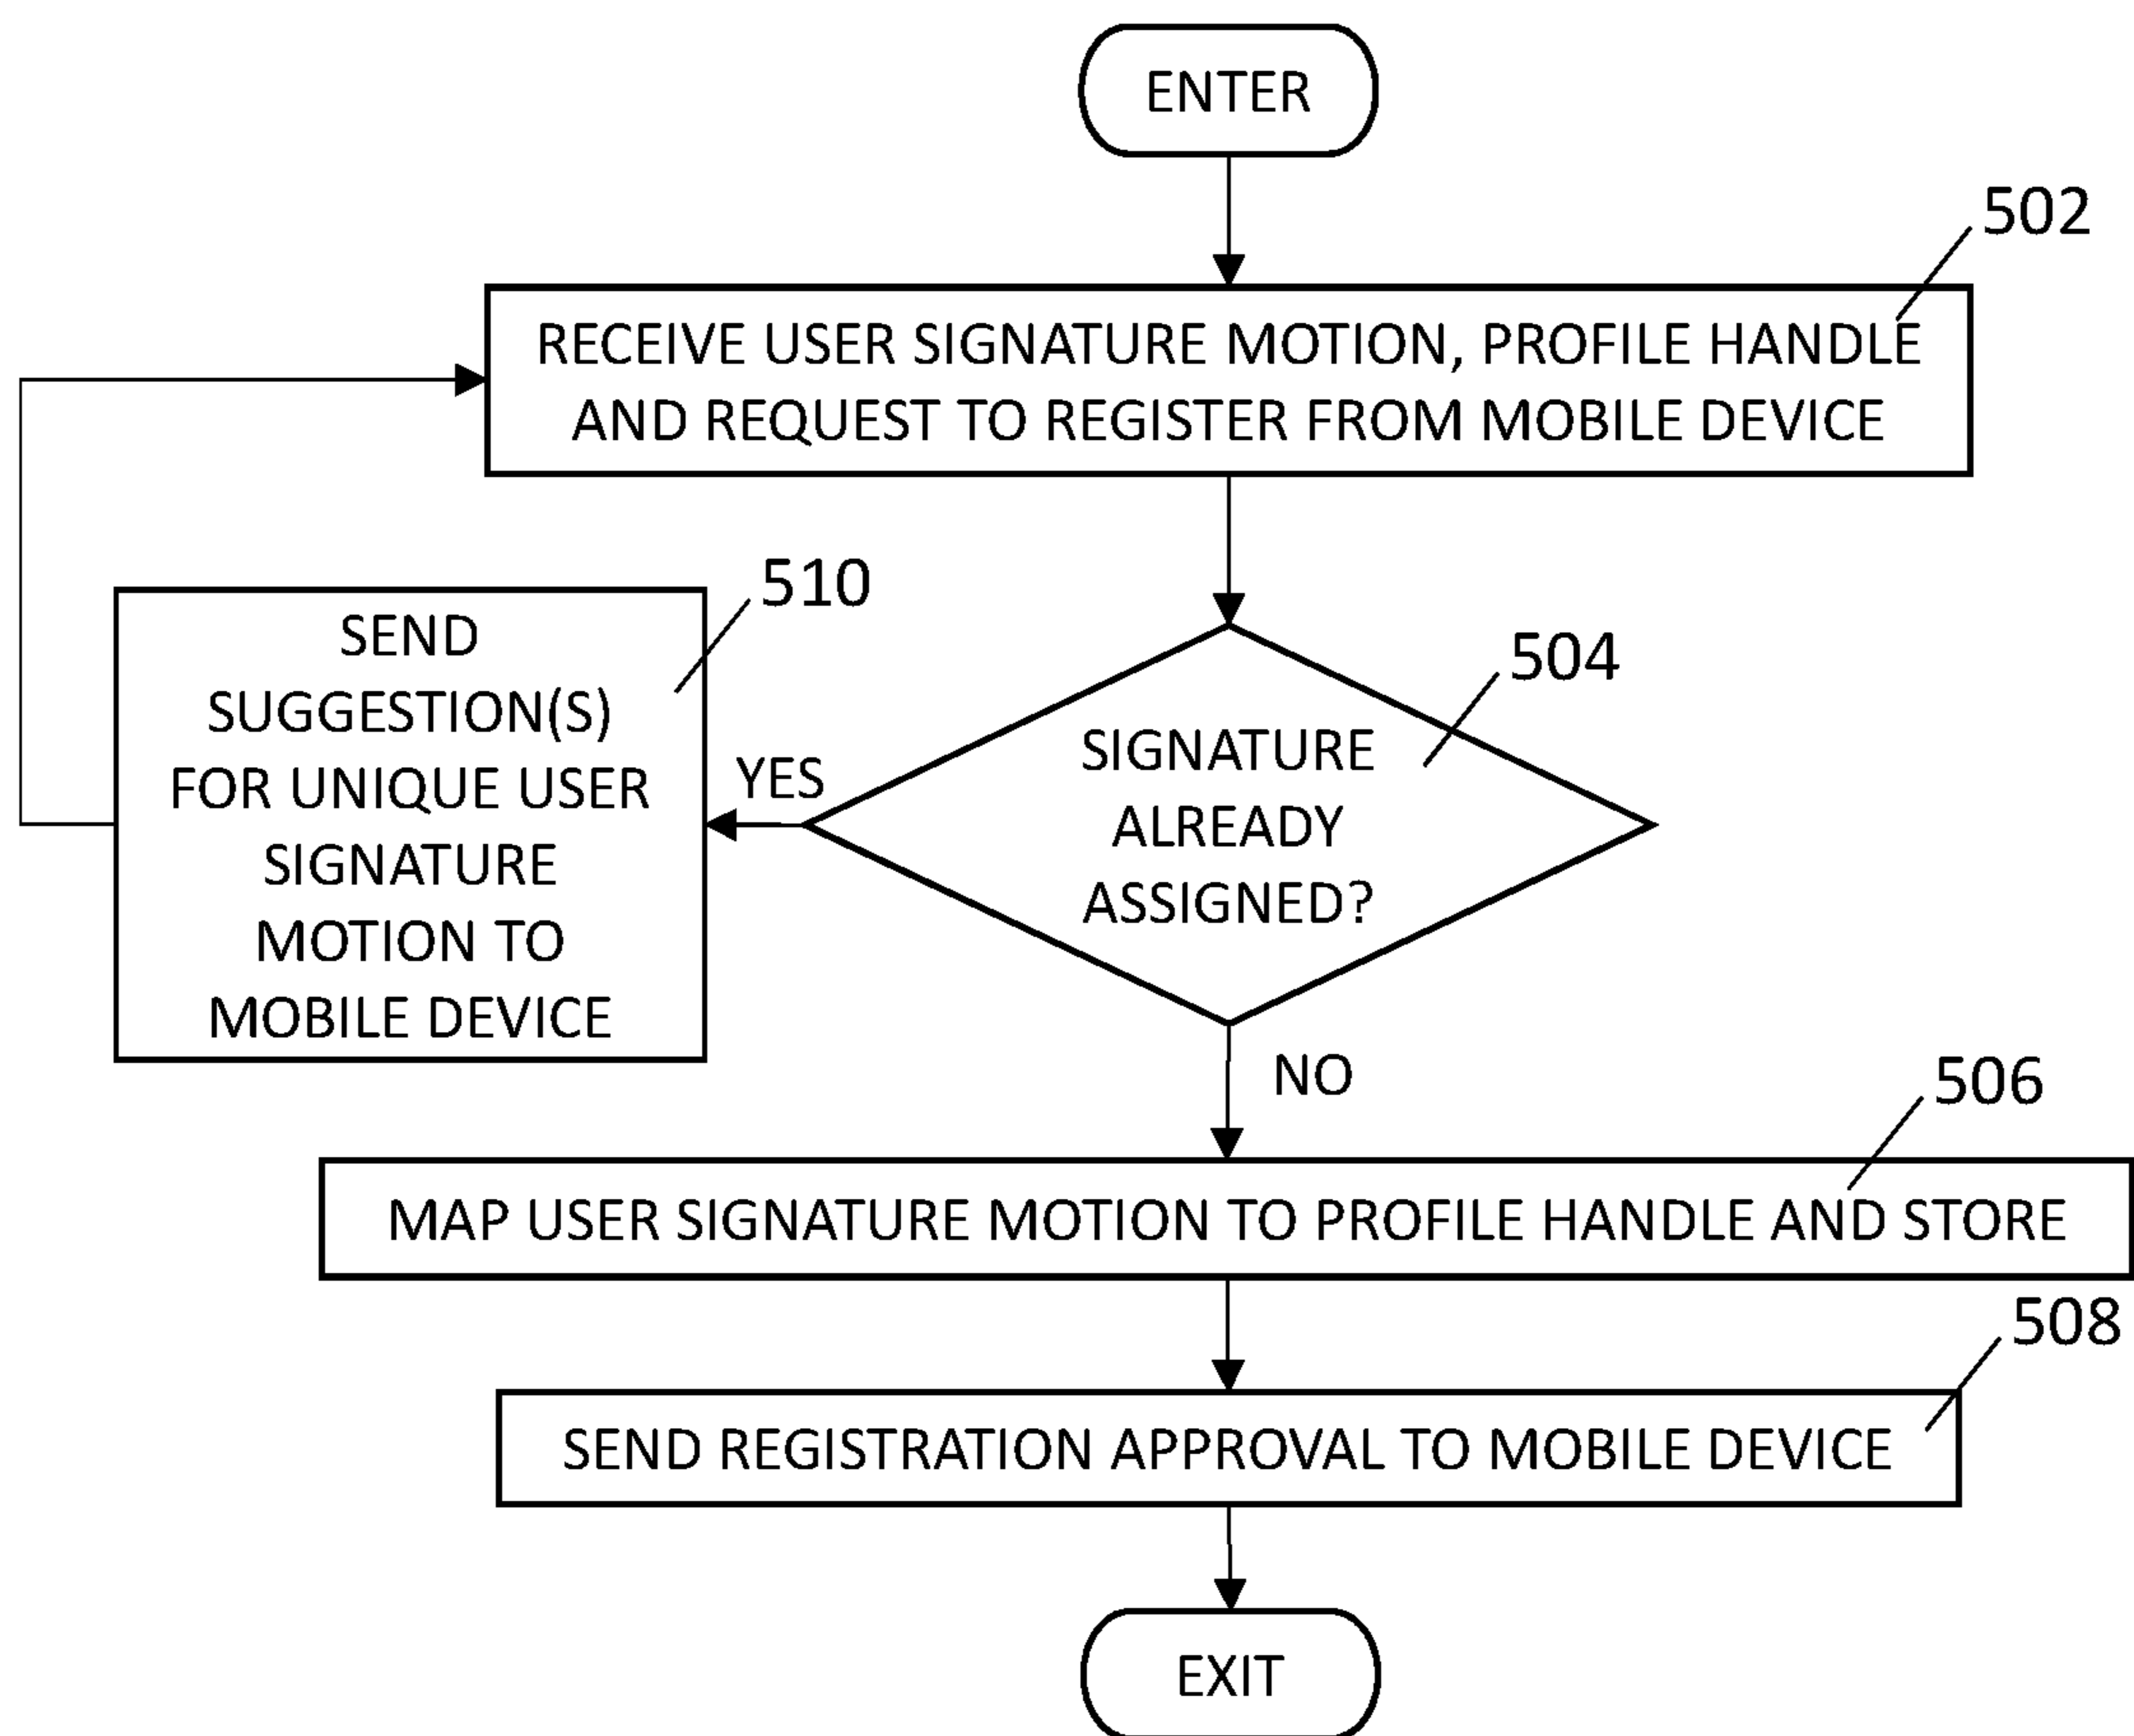 ENTER
502
RECEIVE USER SIGNATURE MOTION, PROFILE HANDLE
AND REQUEST TO REGISTER FROM MOBILE DEVICE
510
SEND
SUGGESTION(S)
FOR UNIQUE USER
SIGNATURE
MOTION TO
MOBILE DEVICE
YES
504
SIGNATURE
ALREADY
ASSIGNED?
NO
506
MAP USER SIGNATURE MOTION TO PROFILE HANDLE AND STORE
508
SEND REGISTRATION APPROVAL TO MOBILE DEVICE
EXIT